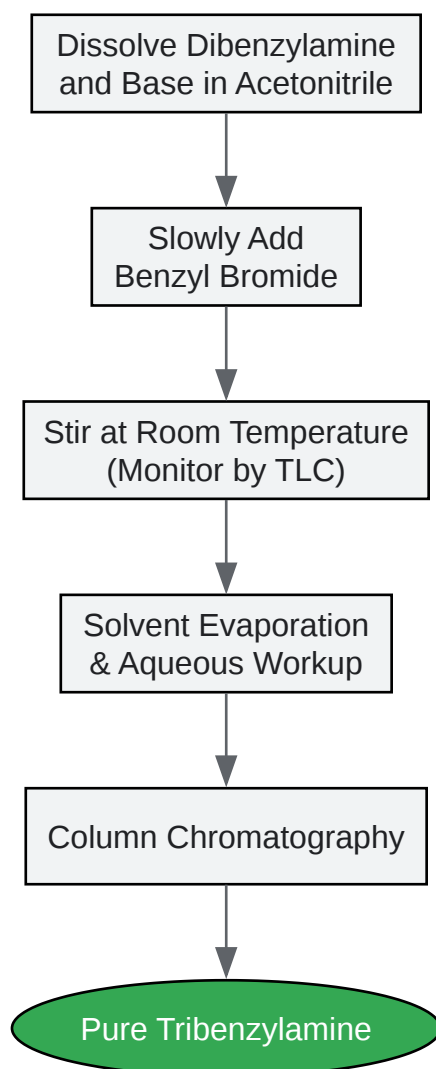 Dissolve Dibenzylamine
and Base in Acetonitrile
Slowly Add
Benzyl Bromide
Stir at Room Temperature
(Monitor by TLC)
Solvent Evaporation
& Aqueous Workup
Column Chromatography
Pure Tribenzylamine